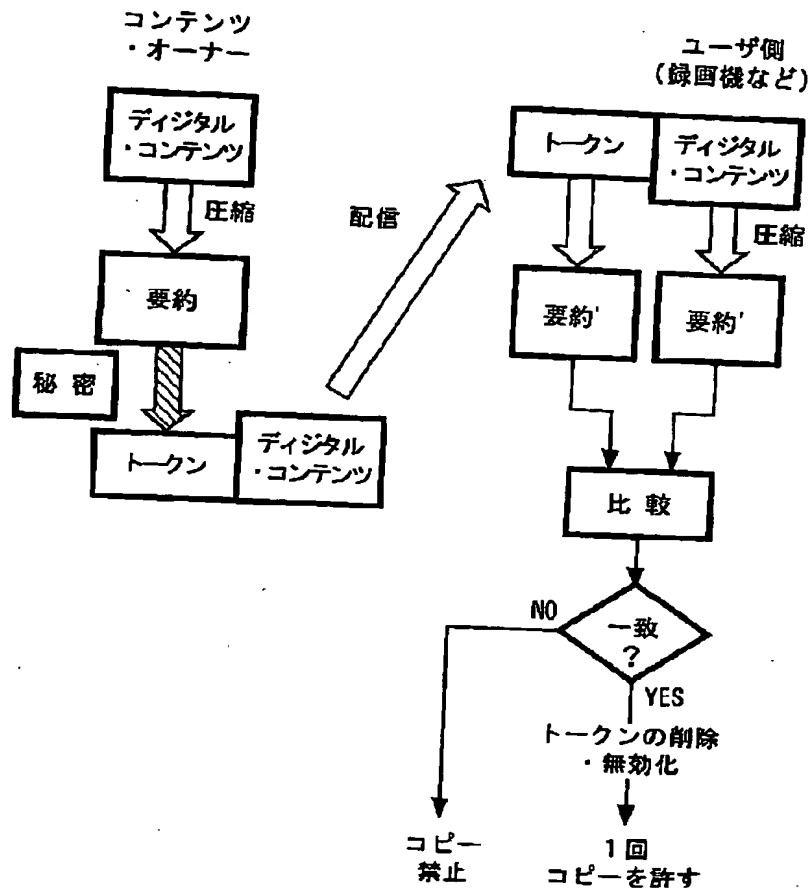 コンテンツ
・オーナー
ディジタル
・コンテンツ
圧縮
要約
秘密
トークン
ディジタル
・コンテンツ
配信
ユーザ側
(録画機など)
トークン
ディジタル
・コンテンツ
圧縮
要約'
要約'
比較
一致
?
NO
YES
トークンの削除
・無効化
コピー
禁止
1回
コピーを許す